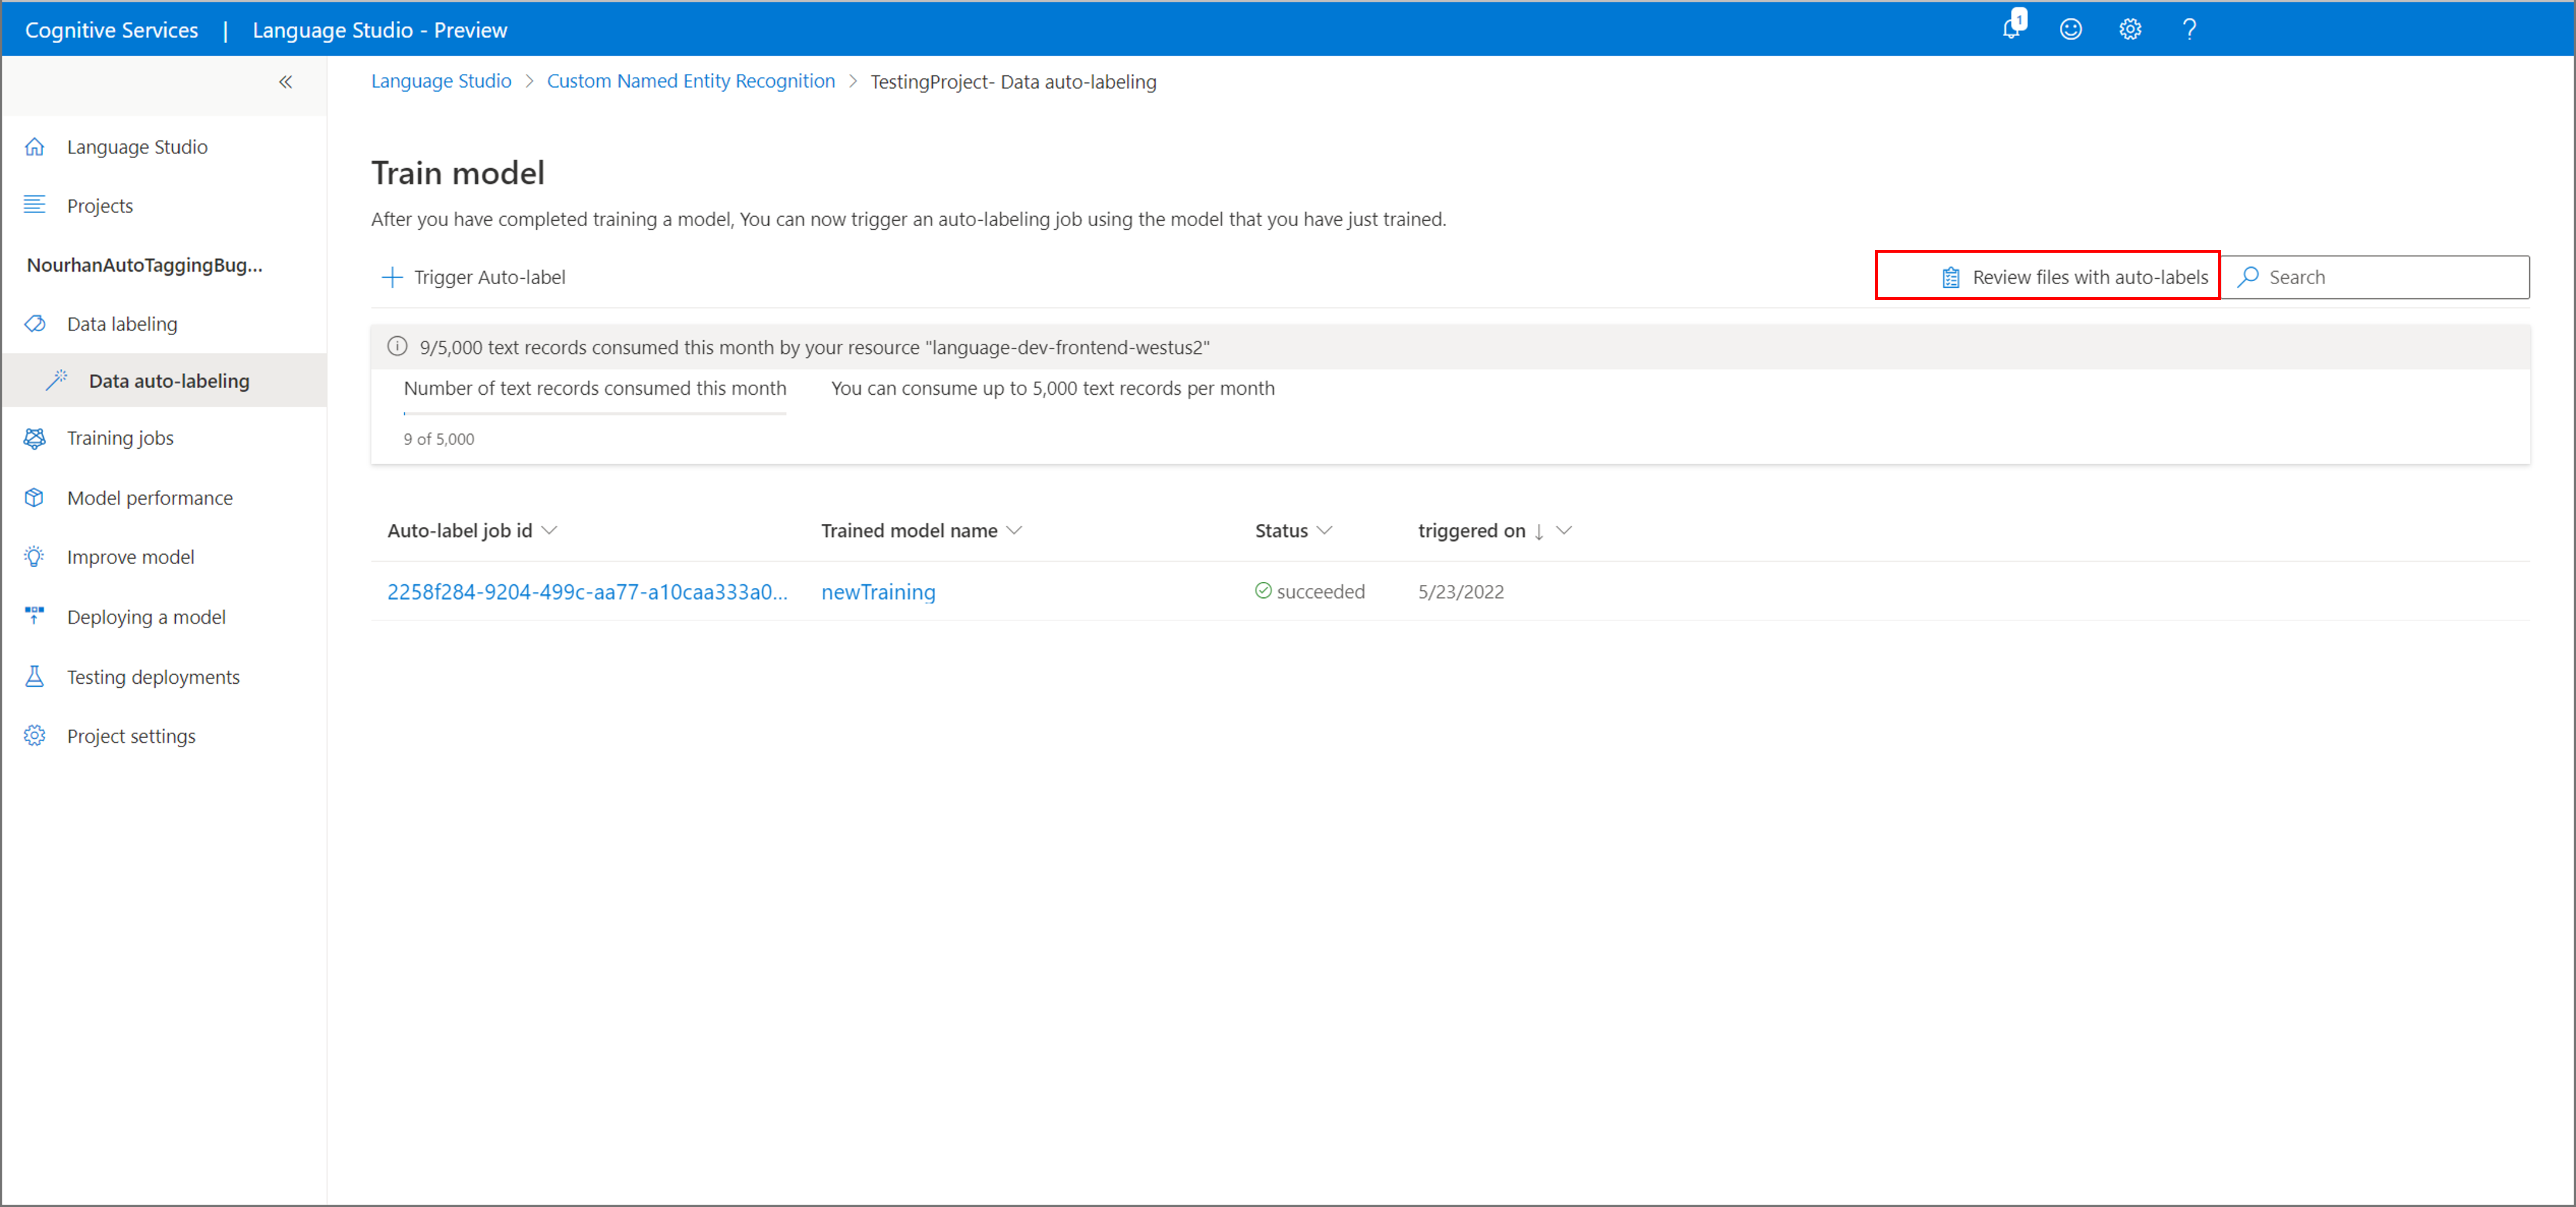 Cognitive Services | Language Studio - Preview
1
Language Studio > Custom Named Entity Recognition > TestingProject- Data auto-labeling
Language Studio
Projects
NourhanAutoTaggingBug...
Data labeling
Data auto-labeling
Training jobs
Model performance
Improve model
Deploying a model
Testing deployments
Project settings
Train model
After you have completed training a model, You can now trigger an auto-labeling job using the model that you have just trained.
Trigger Auto-label
Review files with auto-labels
Search
9/5,000 text records consumed this month by your resource "language-dev-frontend-westus2"
Number of text records consumed this month
You can consume up to 5,000 text records per month
9 of 5,000
Auto-label job id Trained model name Status triggered on
2258f284-9204-499c-aa77-a10caa333a0... newTraining succeeded 5/23/2022